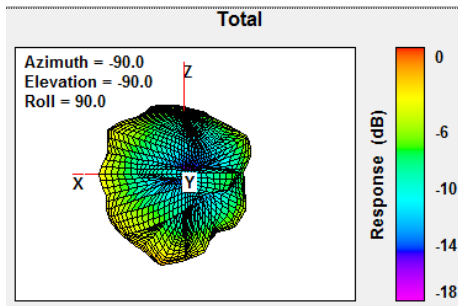 Total
Azimuth = -90.0
Elevation = -90.0
Roll = 90.0
Z
X
Y
0
-6
-10
-14
-18
Response (dB)